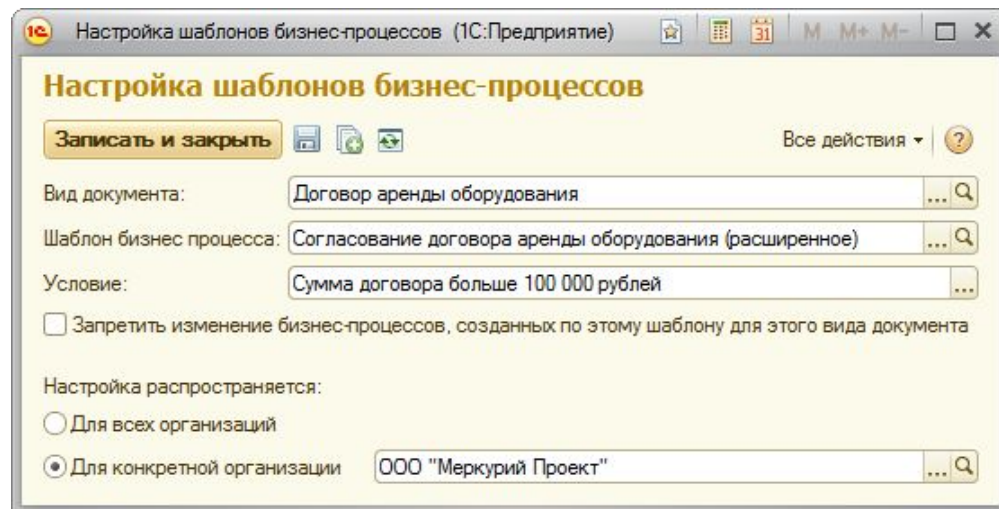 1С Настройка шаблонов бизнес-процессов (1С:Предприятие) 31 M M+ M-
Настройка шаблонов бизнес-процессов
Записать и закрыть Все действия ?
Вид документа: Договор аренды оборудования ...
Шаблон бизнес процесса: Согласование договора аренды оборудования (расширенное) ...
Условие: Сумма договора больше 100 000 рублей ...
Запретить изменение бизнес-процессов, созданных по этому шаблону для этого вида документа
Настройка распространяется:
Для всех организаций
Для конкретной организации ООО "Меркурий Проект" ...